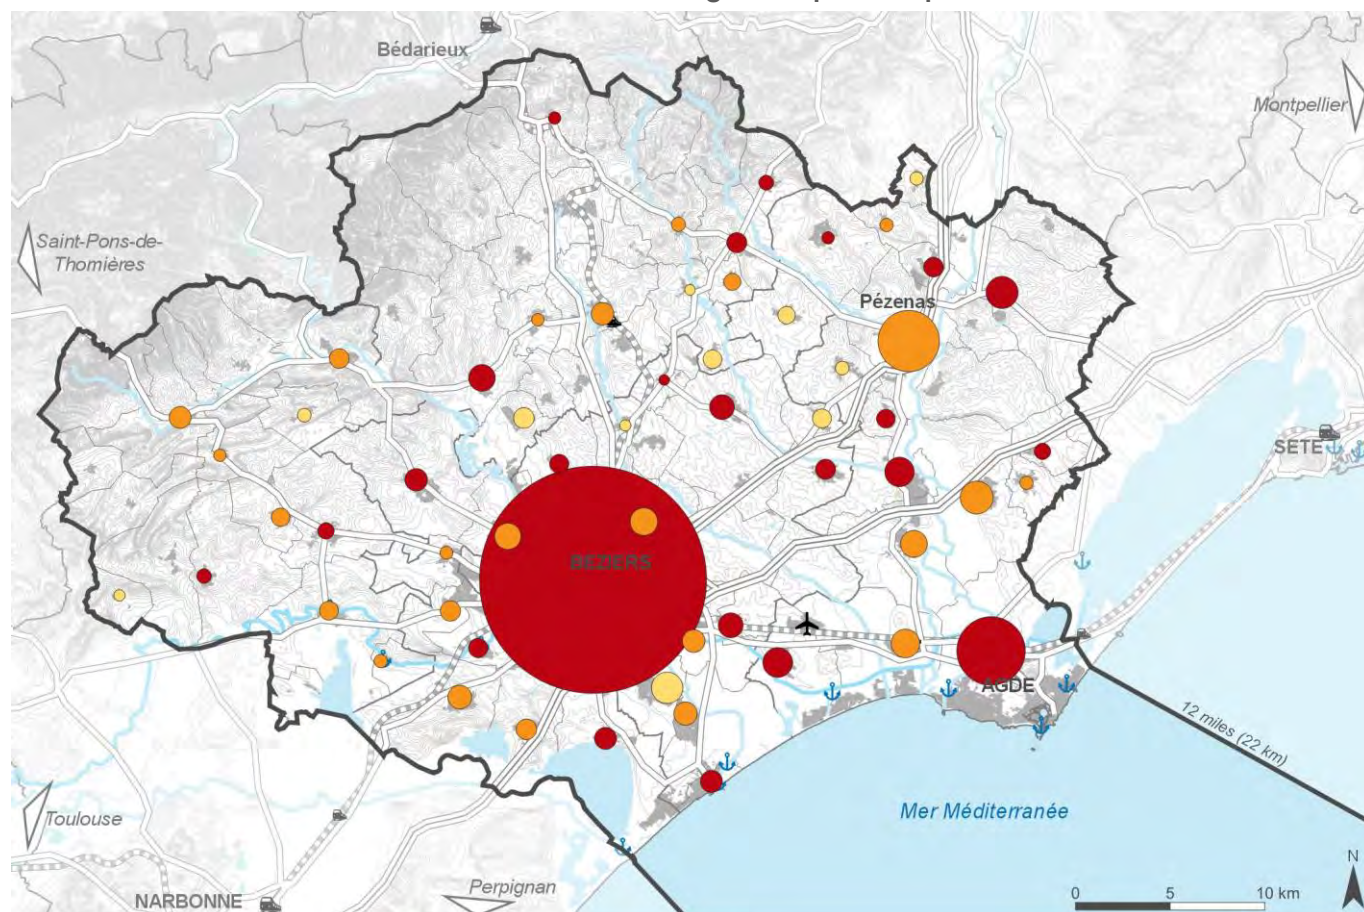 Bédarieux
Montpellier
Saint-Pons-de-
Thomières
Pézenas
SETE
BEZIERS
AGDE
12 miles (22 km)
Toulouse
Mer Méditerranée
Perpignan
NARBONNE
N
0 5 10 km